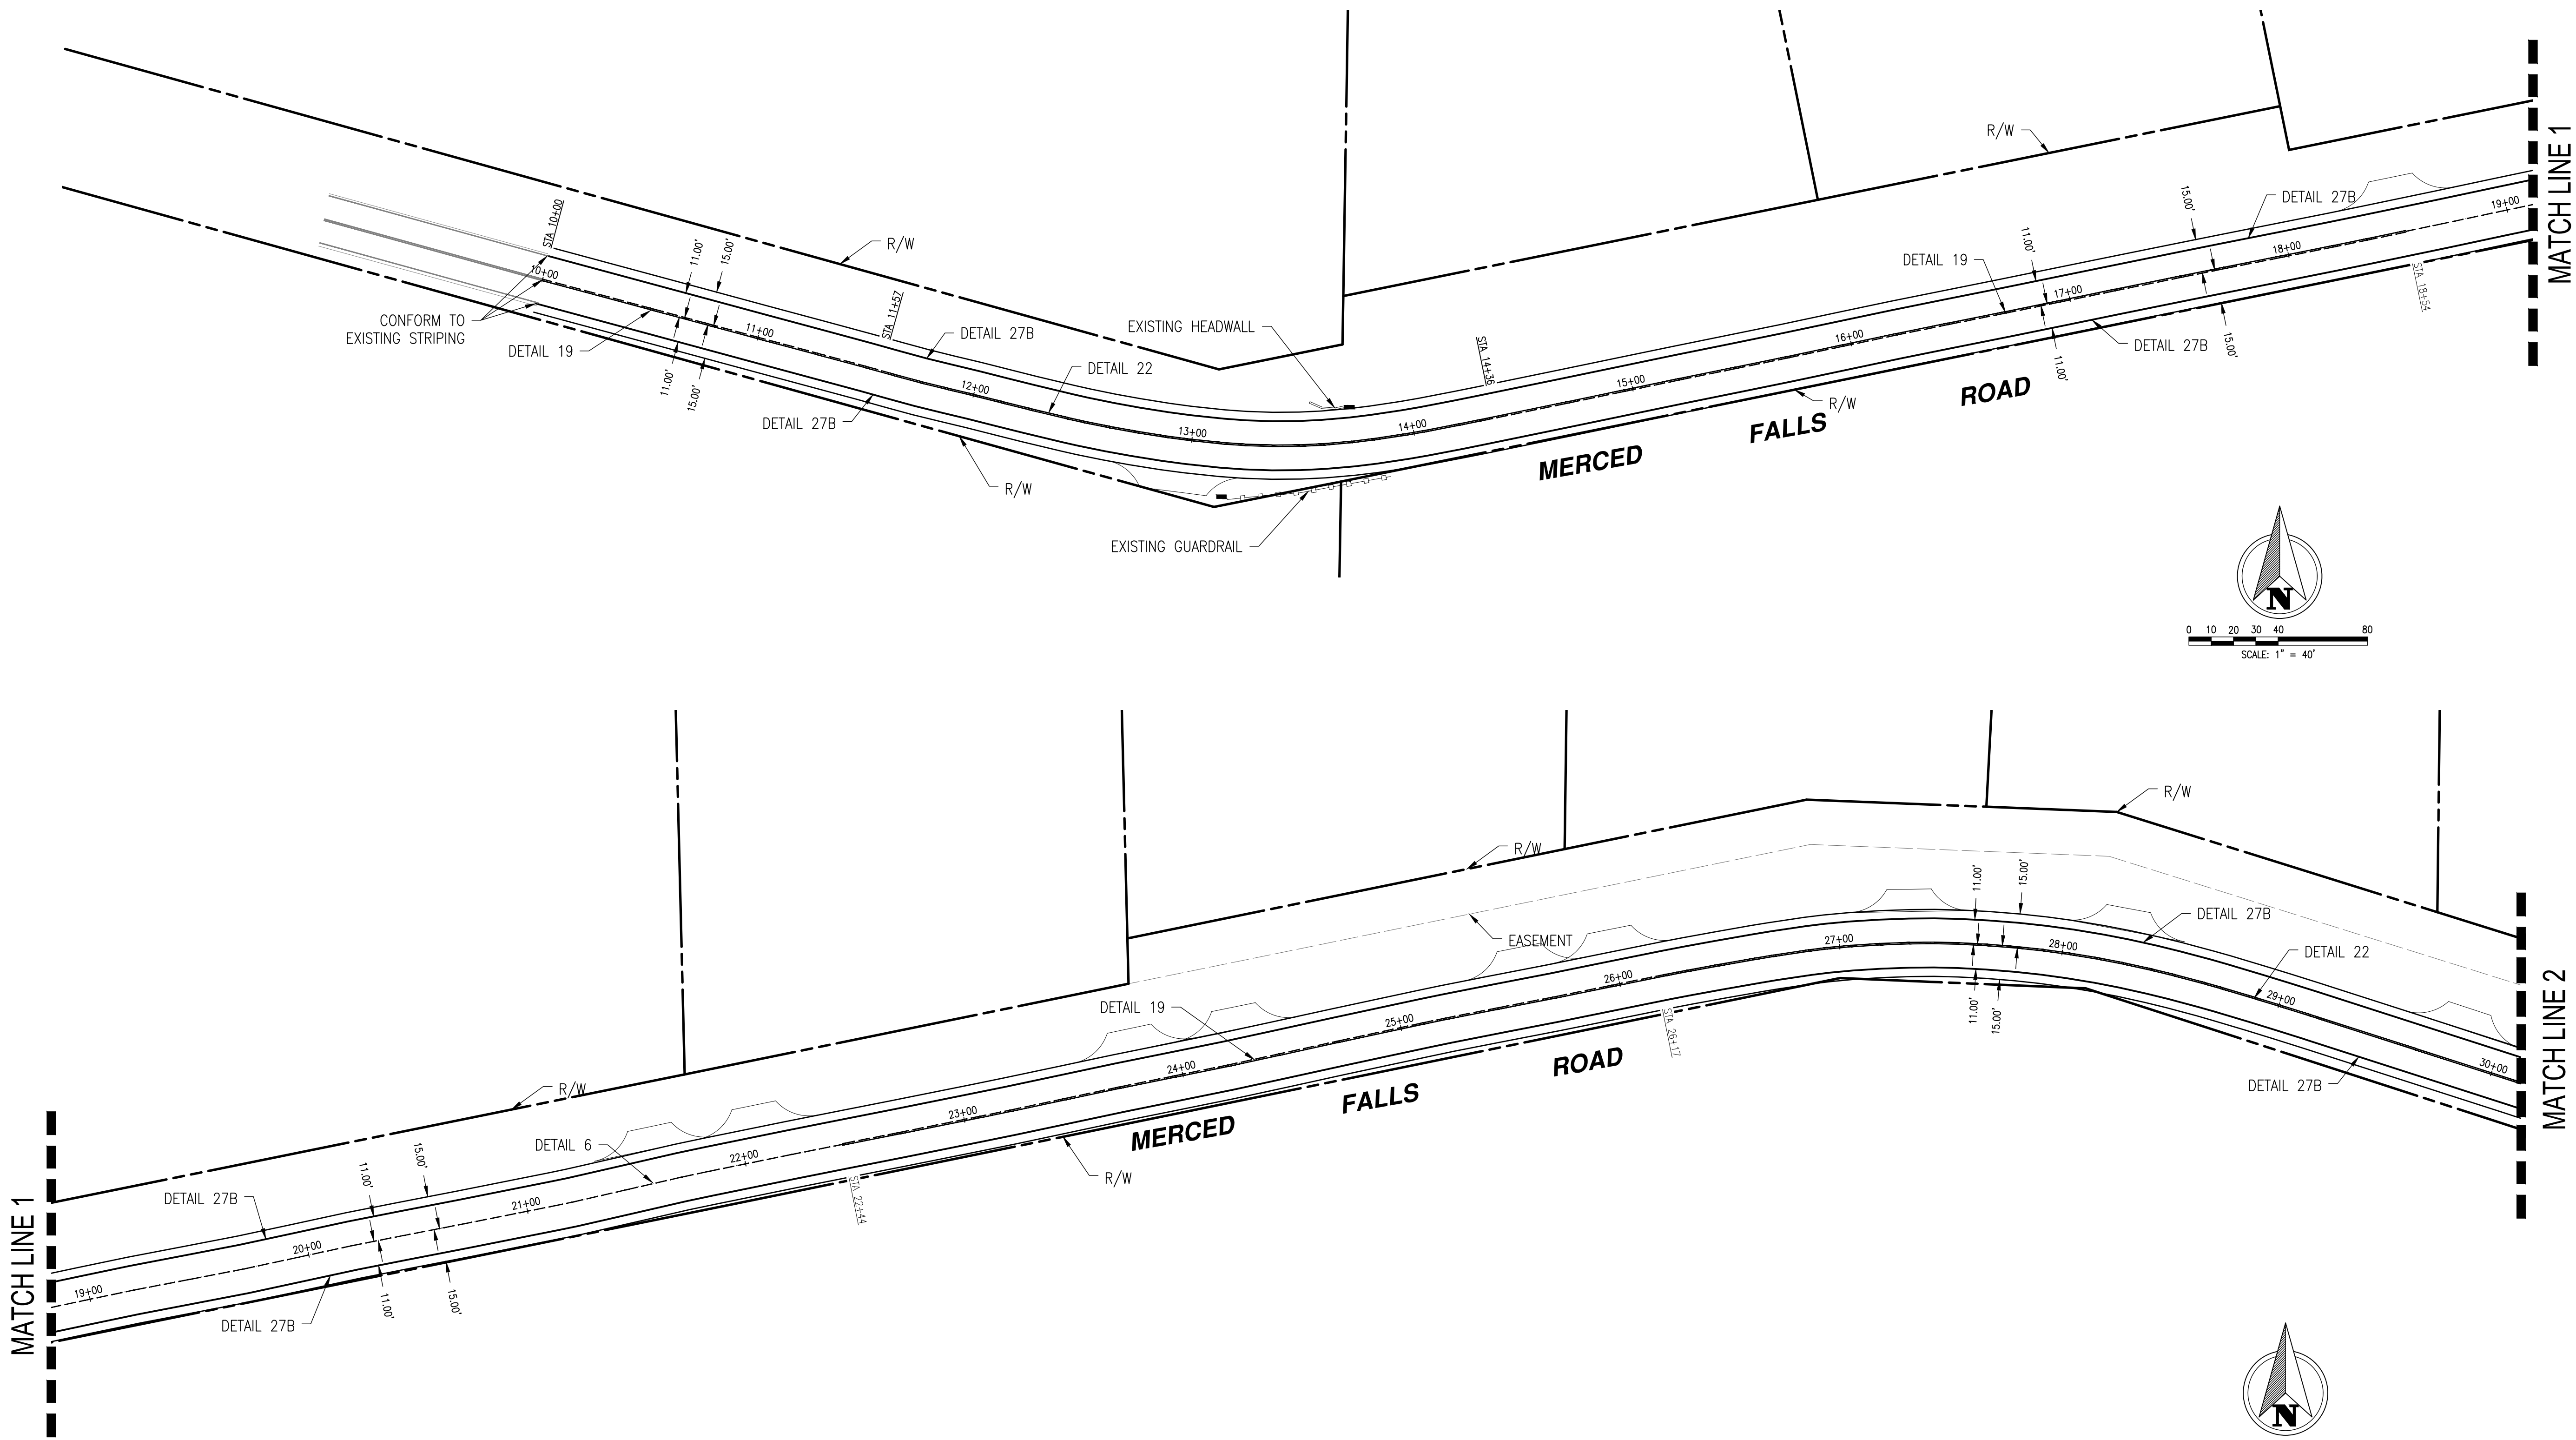 R/W
MATCH LINE 1
15.00'
DETAIL 27B
STA 10+00
11.00'
15.00'
R/W
11.00'
19+00
18+00
DETAIL 19
10+00
17+00
STA 18+54
STA 11+57
CONFORM TO
EXISTING STRIPING
11+00
DETAIL 27B
EXISTING HEADWALL
STA 14+36
16+00
DETAIL 27B
15.00'
DETAIL 19
DETAIL 22
11.00'
15.00'
11.00'
12+00
15+00
R/W
ROAD
DETAIL 27B
13+00
14+00
FALLS
MERCED
R/W
EXISTING GUARDRAIL
N
0 10 20 30 40 80
SCALE: 1" = 40'
R/W
R/W
11.00'
15.00'
DETAIL 27B
EASEMENT
27+00
28+00
DETAIL 22
MATCH LINE 2
26+00
29+00
DETAIL 19
25+00
11.00'
15.00'
STA 26+17
24+00
30+00
ROAD
DETAIL 27B
R/W
FALLS
23+00
MERCED
DETAIL 6
22+00
R/W
15.00'
11.00'
STA 22+44
DETAIL 27B
21+00
20+00
MATCH LINE 1
19+00
11.00'
15.00'
DETAIL 27B
N